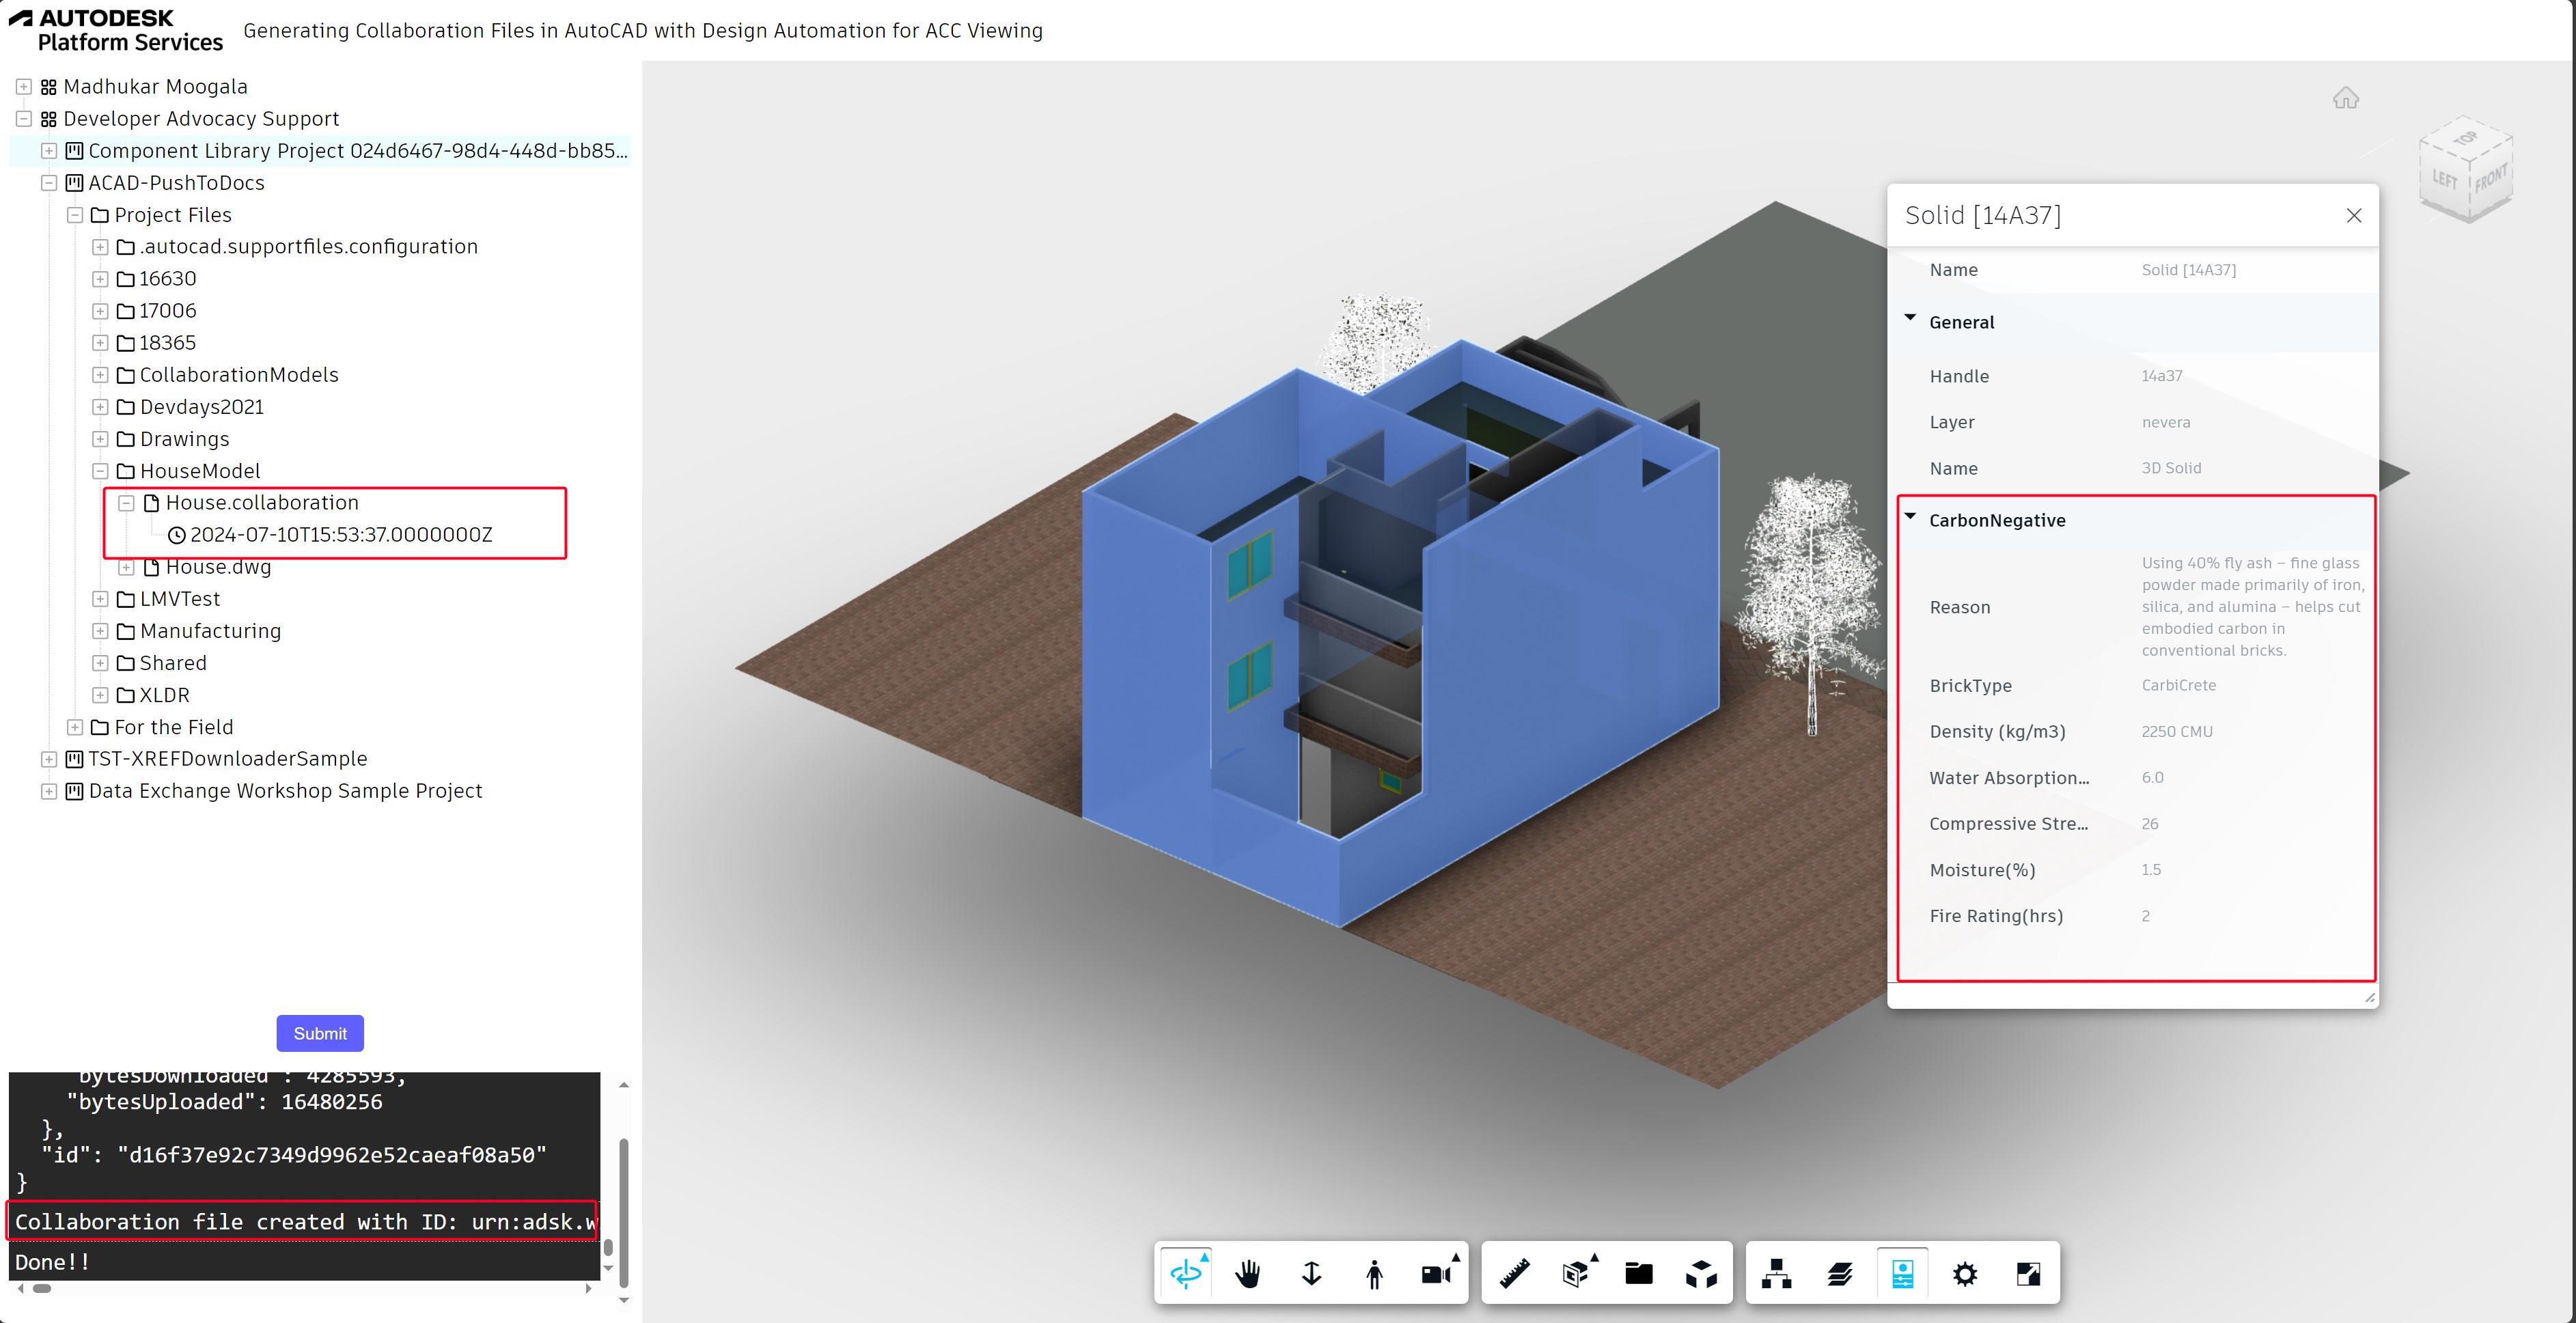 AUTODESK
Platform Services
Generating Collaboration Files in AutoCAD with Design Automation for ACC Viewing
Madhukar Moogala
Developer Advocacy Support
Component Library Project 024d6467-98d4-448d-bb85...
ACAD-PushToDocs
Project Files
.autocad.supportfiles.configuration
16630
17006
18365
CollaborationModels
Devdays2021
Drawings
HouseModel
House.collaboration
2024-07-10T15:53:37.0000000Z
House.dwg
LMVTest
Manufacturing
Shared
XLDR
For the Field
TST-XREFDownloaderSample
Data Exchange Workshop Sample Project
Submit
"bytesDownloaded": 4285593,
"bytesUploaded": 16480256
},
"id": "d16f37e92c7349d9962e52caeaf08a50"
}
Collaboration file created with ID: urn:adsk.w
Done!!
TOP
LEFT
FRONT
Solid [14A37]
Name Solid [14A37]
General
Handle 14a37
Layer nevera
Name 3D Solid
CarbonNegative
Reason
Using 40% fly ash – fine glass
powder made primarily of iron,
silica, and alumina – helps cut
embodied carbon in
conventional bricks.
BrickType CarbiCrete
Density (kg/m3) 2250 CMU
Water Absorption... 6.0
Compressive Stre... 26
Moisture(%) 1.5
Fire Rating(hrs) 2